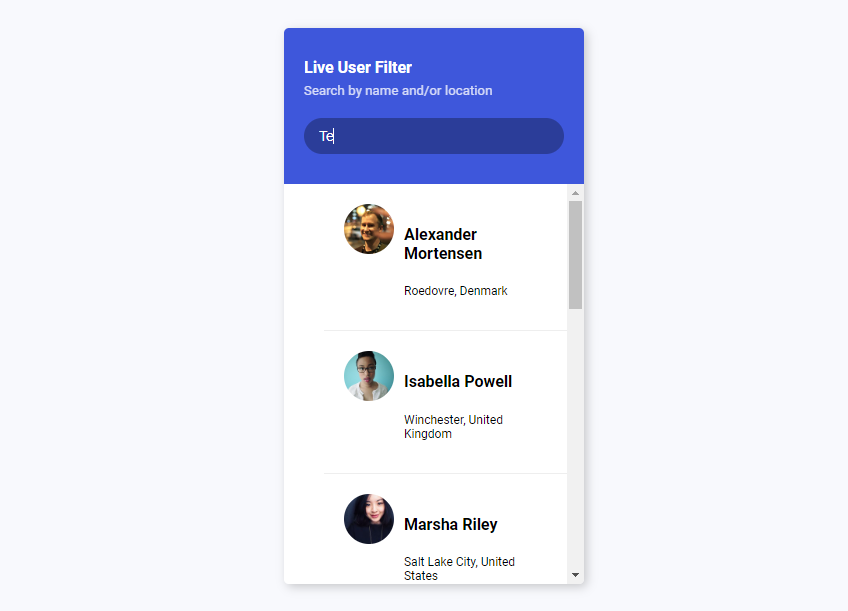 Live User Filter
Search by name and/or location
Te
Alexander
Mortensen
Roedovre, Denmark
Isabella Powell
Winchester, United
Kingdom
Marsha Riley
Salt Lake City, United
States